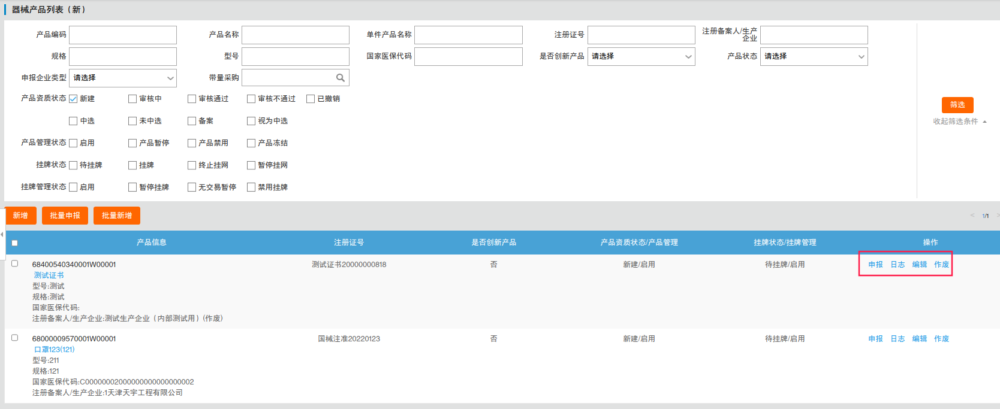 器械产品列表（新）
产品编码 产品名称 单件产品名称 注册证号 注册备案人/生产企业
规格 型号 国家医保代码 是否创新产品 请选择 产品状态 请选择
申报企业类型 请选择 带量采购
产品资质状态 新建 审核中 审核通过 审核不通过 已撤销
中选 未中选 备案 视为中选
筛选
收起筛选条件
产品管理状态 启用 产品暂停 产品禁用 产品冻结
挂牌状态 待挂牌 挂牌 终止挂网 暂停挂网
挂牌管理状态 启用 暂停挂牌 无交易暂停 禁用挂牌
新增 批量申报 批量新增 < 1/1 >
产品信息 注册证号 是否创新产品 产品资质状态/产品管理 挂牌状态/挂牌管理 操作
68400540340001W00001 测试证书20000000818 否 新建/启用 待挂牌/启用 申报 日志 编辑 作废
测试证书
型号:测试
规格:测试
国家医保代码:
注册备案人/生产企业:测试生产企业（内部测试用）(作废)
68000009570001W00001 国械注准20220123 否 新建/启用 待挂牌/启用 申报 日志 编辑 作废
口罩123(121)
型号:211
规格:121
国家医保代码:C00000002000000000000000002
注册备案人/生产企业:1天津天宇工程有限公司